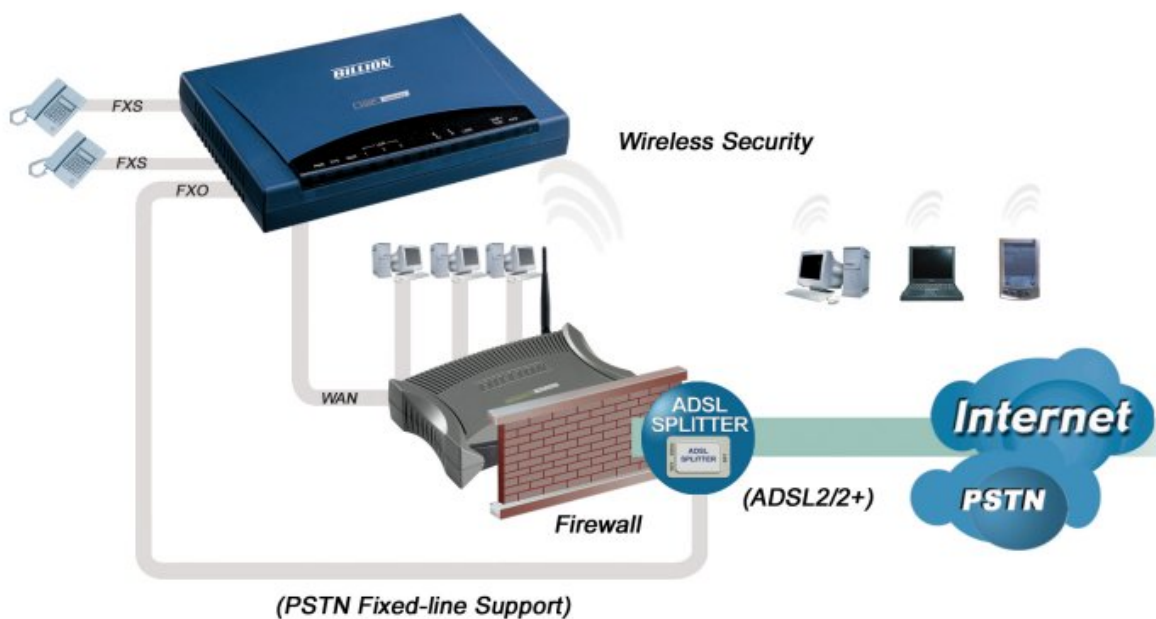 BILLION
FXS
FXS
FXO
Wireless Security
WAN
BILLION
ADSL
SPLITTER
ADSL
SPLITTER
Internet
PSTN
(ADSL2/2+)
Firewall
(PSTN Fixed-line Support)